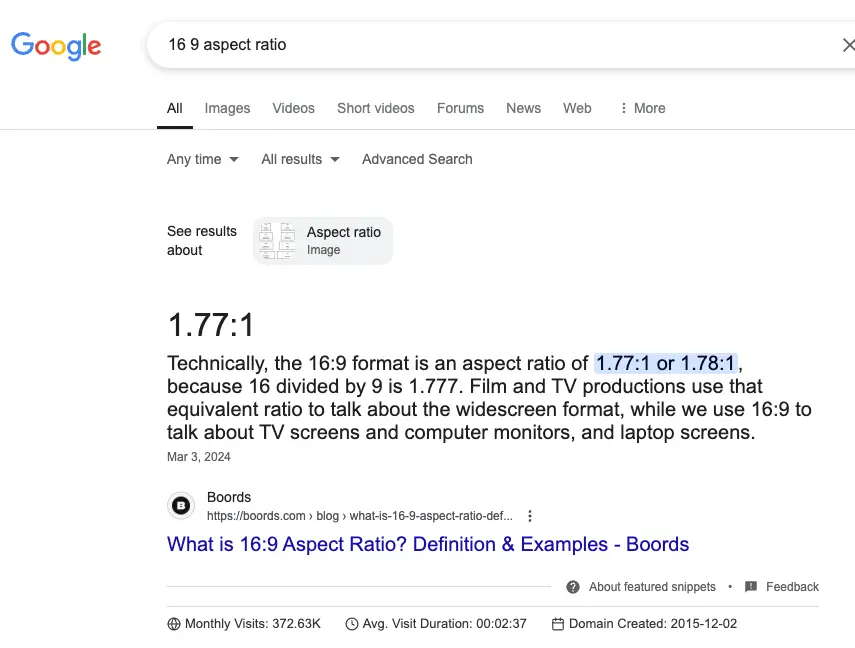 Google
16 9 aspect ratio
All Images Videos Short videos Forums News Web More
Any time All results Advanced Search
See results
about
Aspect ratio
Image
1.77:1
Technically, the 16:9 format is an aspect ratio of 1.77:1 or 1.78:1,
because 16 divided by 9 is 1.777. Film and TV productions use that
equivalent ratio to talk about the widescreen format, while we use 16:9 to
talk about TV screens and computer monitors, and laptop screens.
Mar 3, 2024
B
Boords
https://boords.com › blog › what-is-16-9-aspect-ratio-def...
What is 16:9 Aspect Ratio? Definition & Examples - Boords
About featured snippets • Feedback
Monthly Visits: 372.63K Avg. Visit Duration: 00:02:37 Domain Created: 2015-12-02